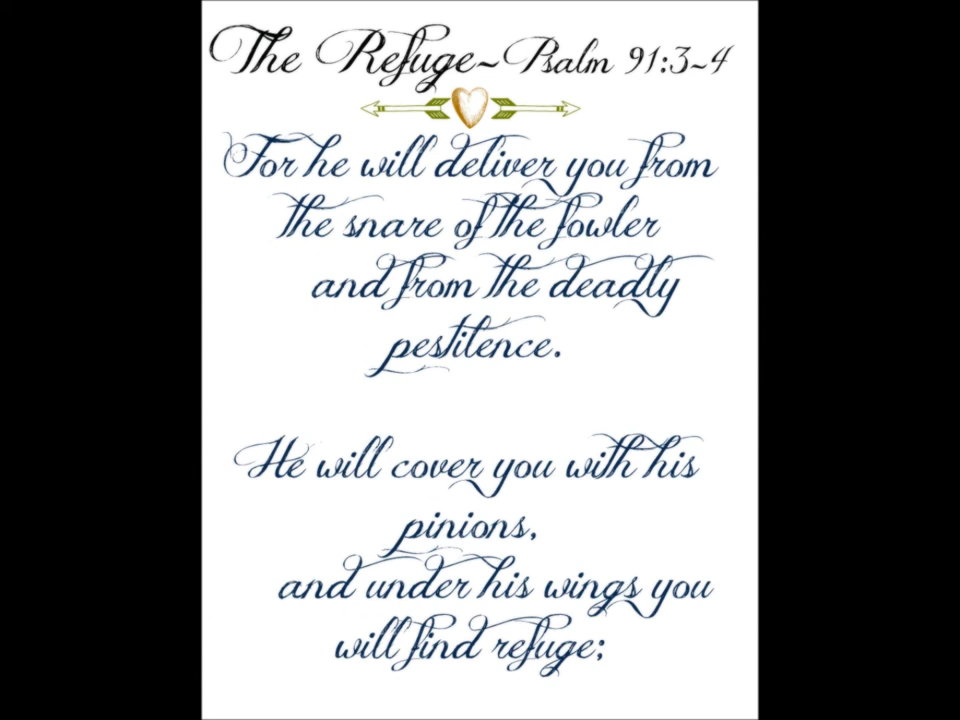 The Refuge~Psalm 91:3~4
For he will deliver you from
the snare of the fowler
and from the deadly
pestilence.
He will cover you with his
pinions,
and under his wings you
will find refuge;